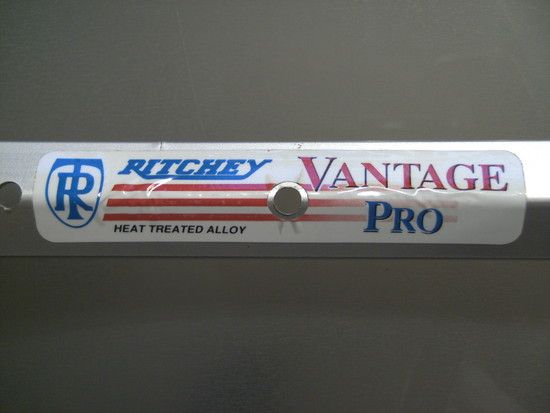 RITCHEY
HEAT TREATED ALLOY
VANTAGE
PRO